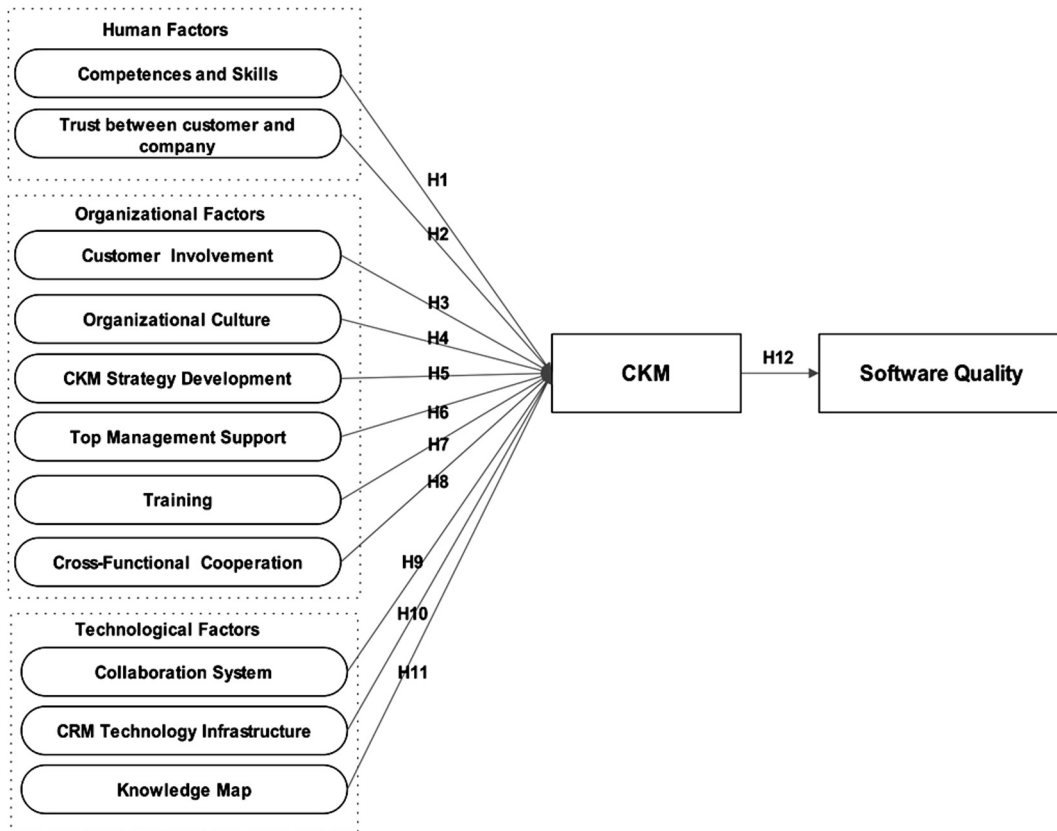 Human Factors
Competences and Skills
Trust between customer and
company
H1
H2
Organizational Factors
Customer Involvement
H3
Organizational Culture
H4
CKM Strategy Development
H5
Top Management Support
H6
Training
H7
Cross-Functional Cooperation
H8
CKM
H12
Software Quality
Technological Factors
Collaboration System
H9
CRM Technology Infrastructure
H10
Knowledge Map
H11